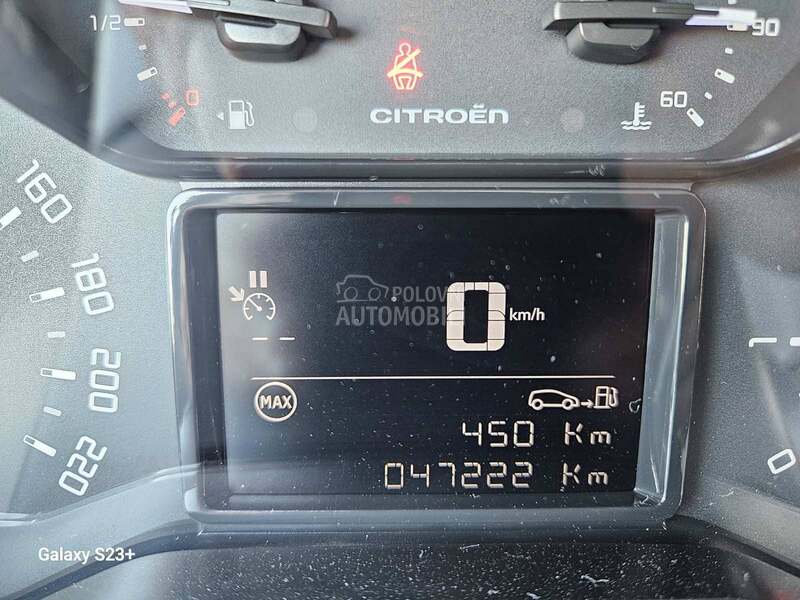 1/2
90
0
60
CITROËN
160
180
200
220
POLOVNI
AUTOMOBILI
0 km/h
-- 
MAX
450 Km
047222 Km
0
Galaxy S23+